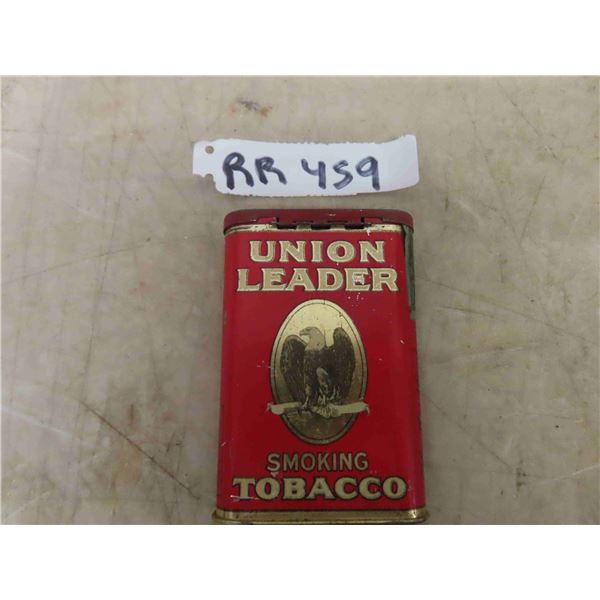 RR 459
UNION
LEADER
SMOKING
TOBACCO